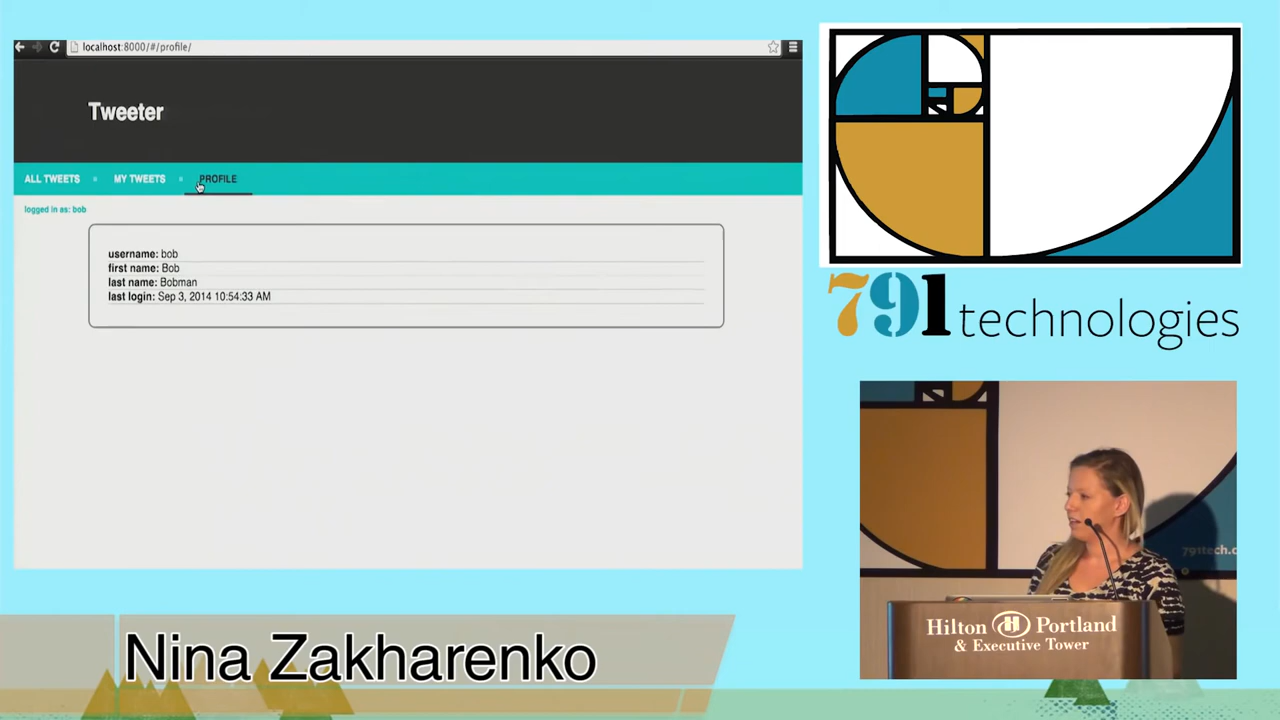 localhost:8000/#/profile/
Tweeter
ALL TWEETS
MY TWEETS
PROFILE
logged in as: bob
username: bob
first name: Bob
last name: Bobman
last login: Sep 3, 2014 10:54:33 AM
791 technologies
791tech.c
Hilton Portland
& Executive Tower
Nina Zakharenko